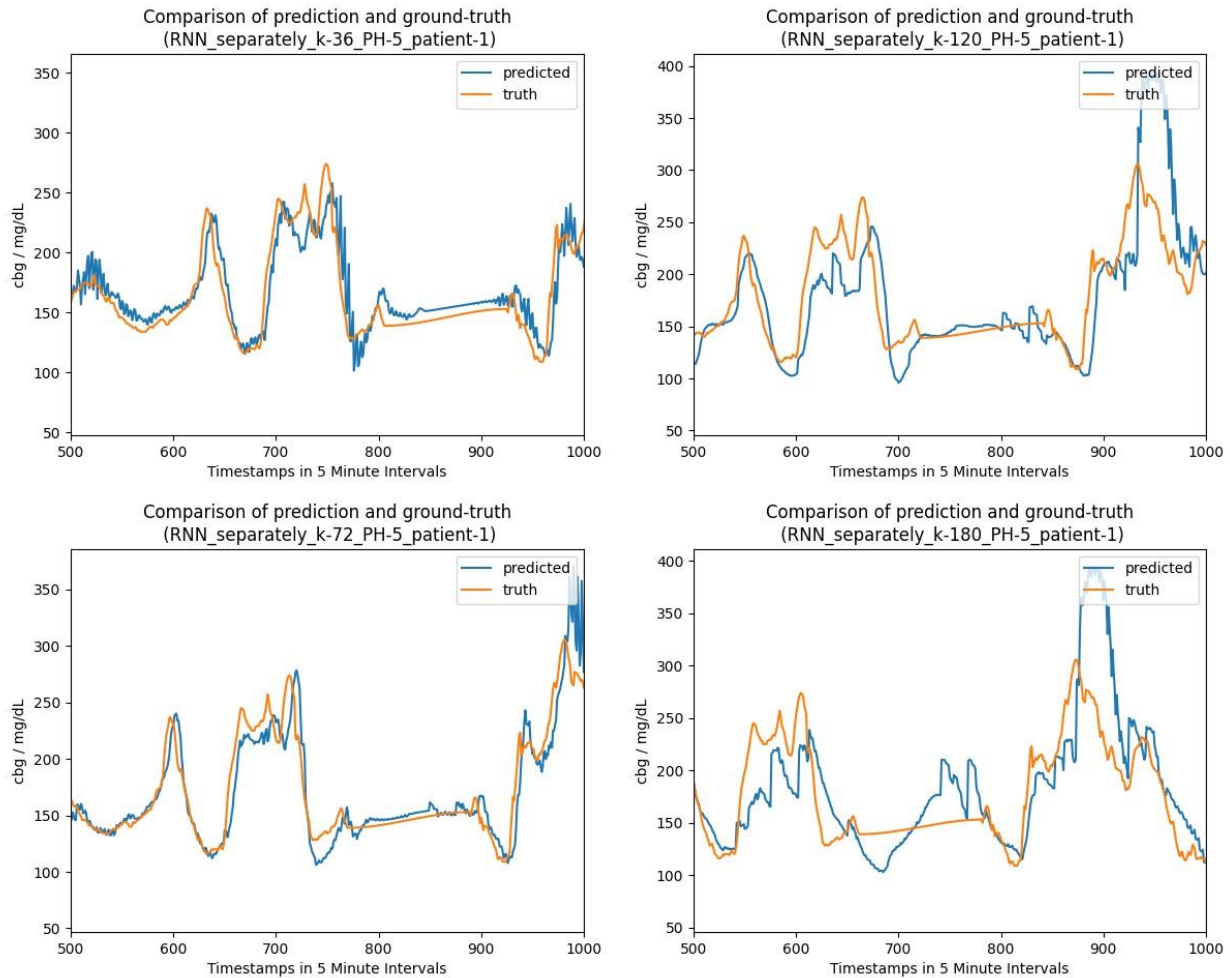 Comparison of prediction and ground-truth
(RNN_separately_k-36_PH-5_patient-1)
predicted
truth
cbg / mg/dL
350
300
250
200
150
100
50
500
600
700
800
900
1000
Timestamps in 5 Minute Intervals
Comparison of prediction and ground-truth
(RNN_separately_k-120_PH-5_patient-1)
predicted
truth
cbg / mg/dL
400
350
300
250
200
150
100
50
500
600
700
800
900
1000
Timestamps in 5 Minute Intervals
Comparison of prediction and ground-truth
(RNN_separately_k-72_PH-5_patient-1)
predicted
truth
cbg / mg/dL
350
300
250
200
150
100
50
500
600
700
800
900
1000
Timestamps in 5 Minute Intervals
Comparison of prediction and ground-truth
(RNN_separately_k-180_PH-5_patient-1)
predicted
truth
cbg / mg/dL
400
350
300
250
200
150
100
50
500
600
700
800
900
1000
Timestamps in 5 Minute Intervals